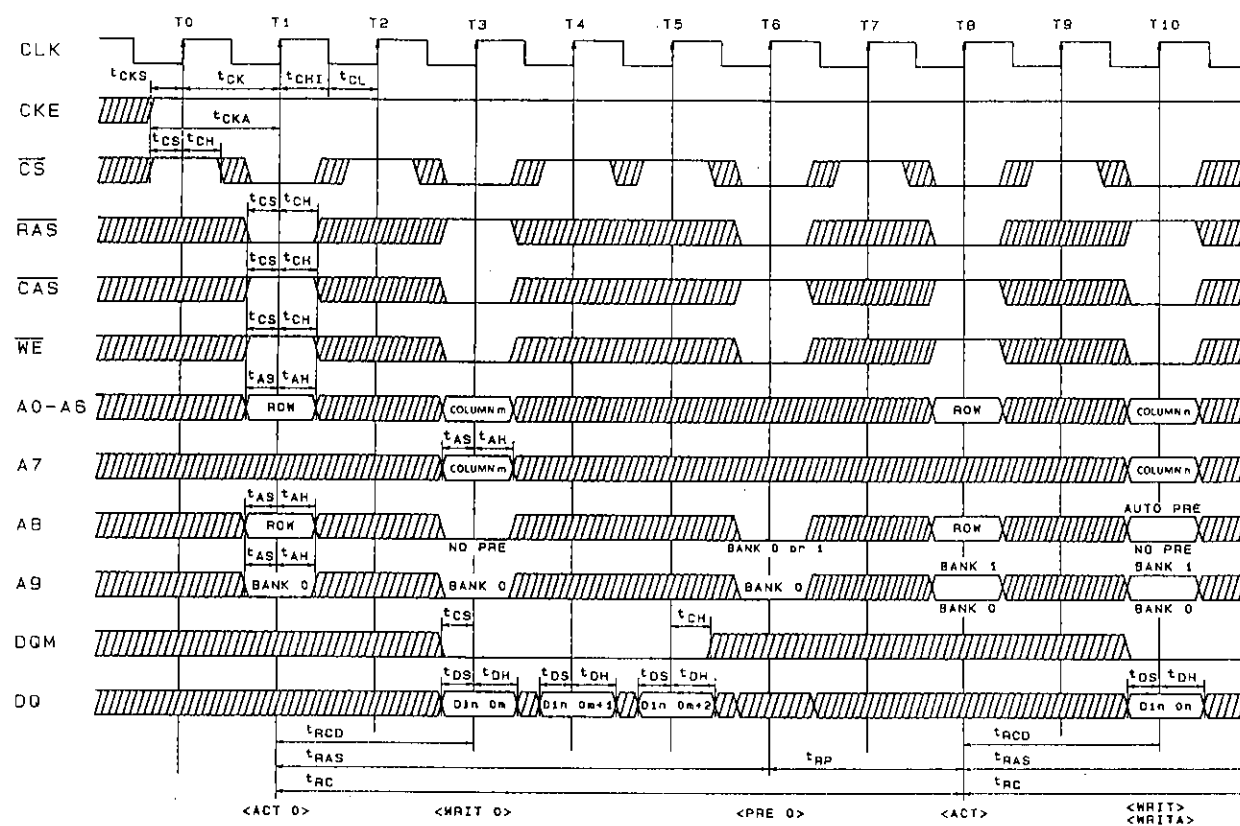 T0 T1 T2 T3 T4 T5 T6 T7 T8 T9 T10
CLK
tCKS tCK tCHI tCL
CKE
tCKA
tCS tCH
CS
tCS tCH
RAS
tCS tCH
CAS
tCS tCH
WE
tAS tAH
A0-A6 ROW COLUMN m ROW COLUMN n
tAS tAH
A7 COLUMN m COLUMN n
tAS tAH AUTO PRE
A8 ROW ROW
NO PRE BANK 0 or 1 NO PRE
tAS tAH BANK 1 BANK 1
A9 BANK 0 BANK 0 BANK 0
BANK 0 BANK 0
tCS tCH
DQM
tDS tDH tDS tDH tDS tDH tDS tDH
DQ Din 0m Din 0m+1 Din 0m+2 Din 0n
tRCD tRCD
tRAS tRP tRAS
tRC tRC
<ACT 0> <WRIT 0> <PRE 0> <ACT> <WRIT>
<WRITA>